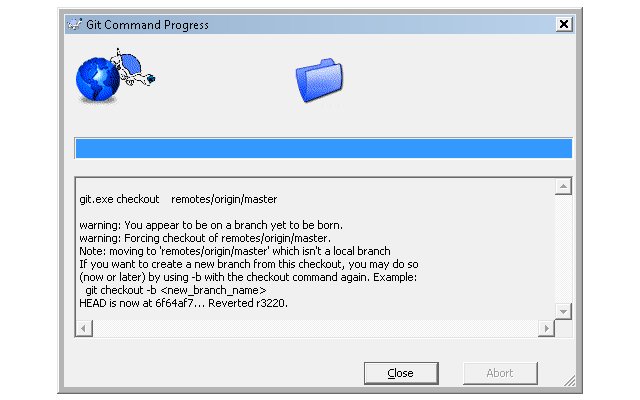 Git Command Progress
git.exe checkout    remotes/origin/master
warning: You appear to be on a branch yet to be born.
warning: Forcing checkout of remotes/origin/master.
Note: moving to 'remotes/origin/master' which isn't a local branch
If you want to create a new branch from this checkout, you may do so
(now or later) by using -b with the checkout command again. Example:
  git checkout -b <new_branch_name>
HEAD is now at 6f64af7... Reverted r3220.
Close
Abort